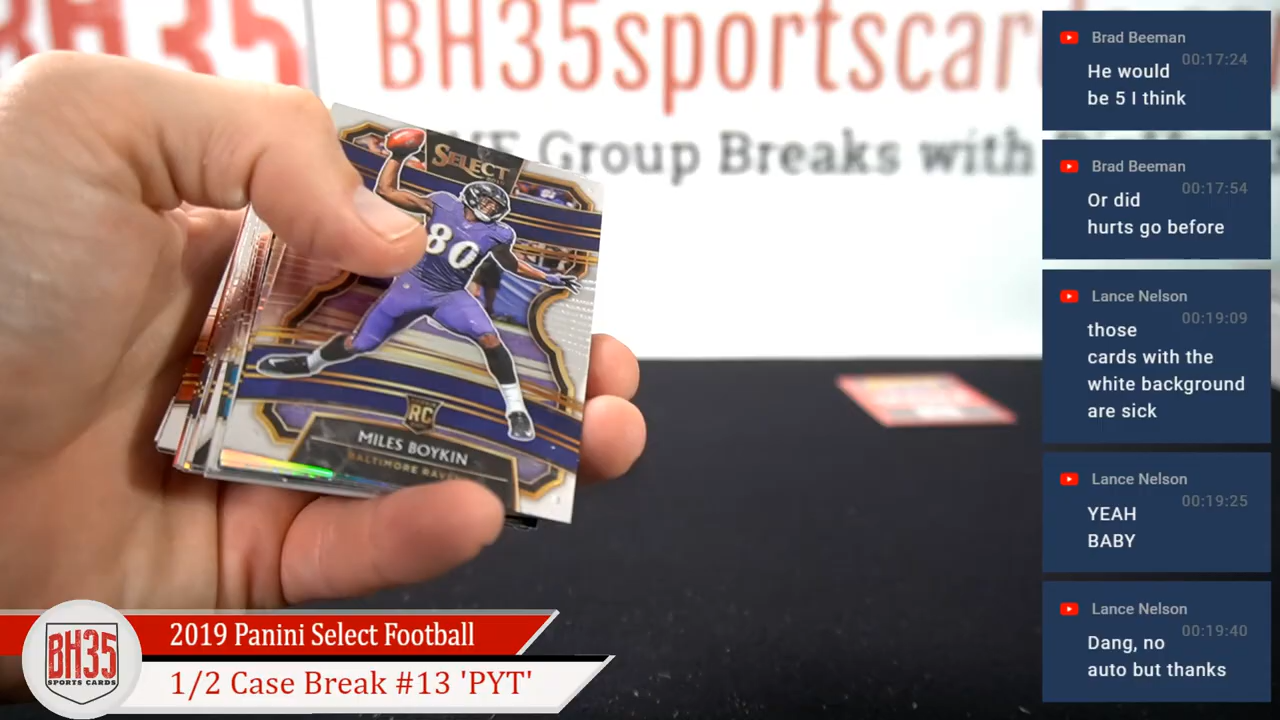 BH35
BH35sportscard
Group Breaks with
SELECT
80
RC
MILES BOYKIN
BALTIMORE RAV
Brad Beeman
00:17:24
He would
be 5 I think
Brad Beeman
00:17:54
Or did
hurts go before
Lance Nelson
00:19:09
those
cards with the
white background
are sick
Lance Nelson
00:19:25
YEAH
BABY
Lance Nelson
00:19:40
Dang, no
auto but thanks
BH35
SPORTS CARDS
2019 Panini Select Football
1/2 Case Break #13 'PYT'